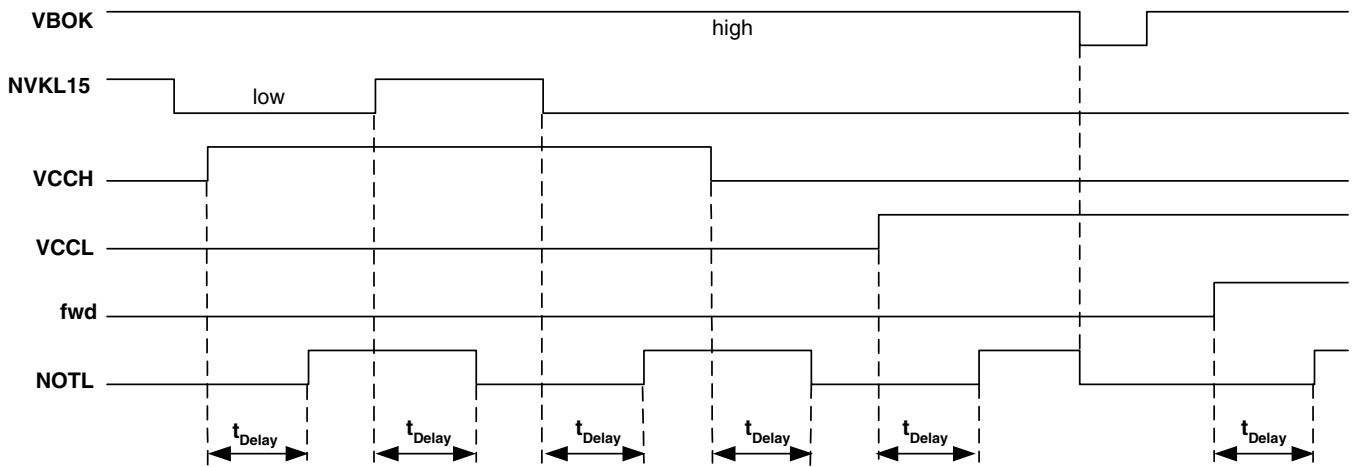 VBOK
high
NVKL15
low
VCCH
VCCL
fwd
NOTL
tDelay tDelay tDelay tDelay tDelay tDelay